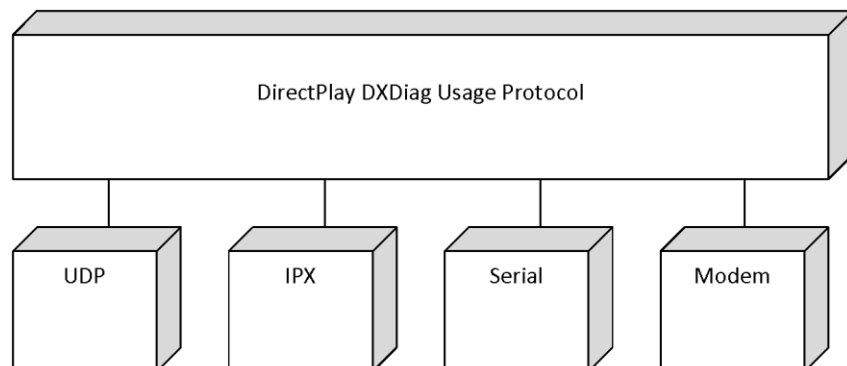 DirectPlay DXDiag Usage Protocol
UDP
IPX
Serial
Modem